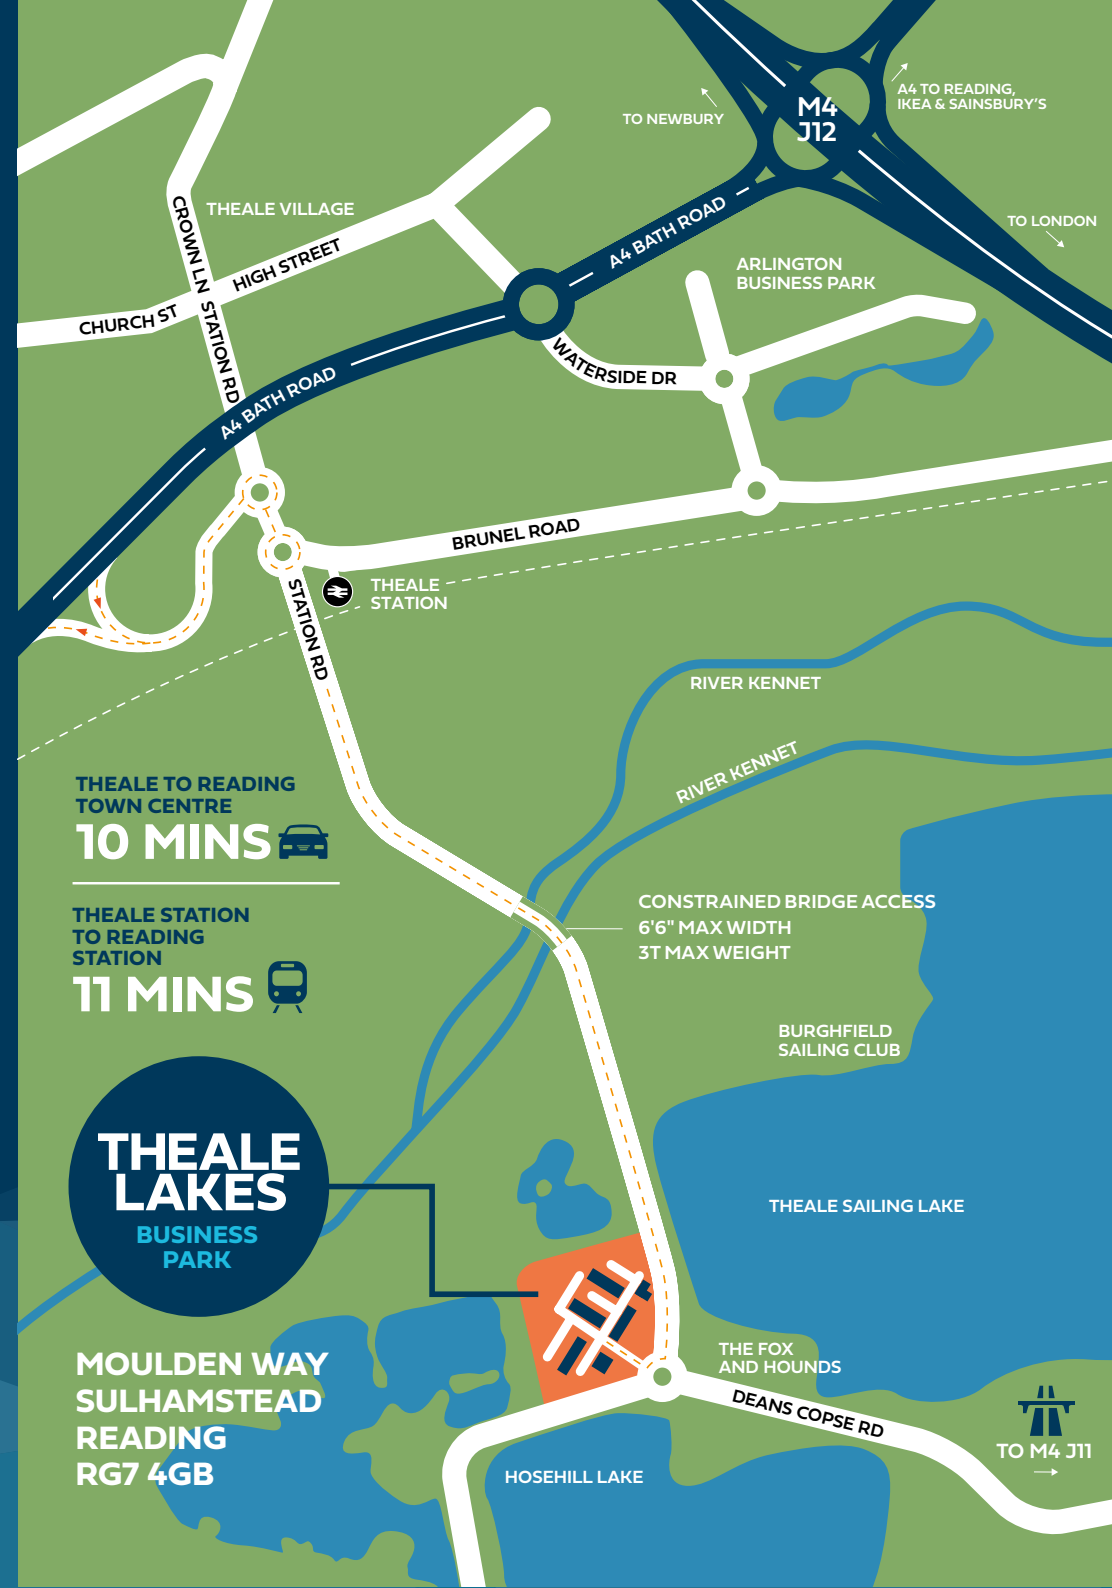 M4
J12
A4 TO READING,
IKEA & SAINSBURY'S
TO NEWBURY
THEALE VILLAGE
CROWN LN
HIGH STREET
A4 BATH ROAD
TO LONDON
ARLINGTON
BUSINESS PARK
CHURCH ST
STATION RD
WATERSIDE DR
A4 BATH ROAD
BRUNEL ROAD
THEALE
STATION
STATION RD
RIVER KENNET
RIVER KENNET
THEALE TO READING
TOWN CENTRE
10 MINS
THEALE STATION
TO READING
STATION
11 MINS
CONSTRAINED BRIDGE ACCESS
6'6" MAX WIDTH
3T MAX WEIGHT
BURGHFIELD
SAILING CLUB
THEALE
LAKES
BUSINESS
PARK
THEALE SAILING LAKE
MOULDEN WAY
SULHAMSTEAD
READING
RG7 4GB
THE FOX
AND HOUNDS
DEANS COPSE RD
TO M4 J11
HOSEHILL LAKE